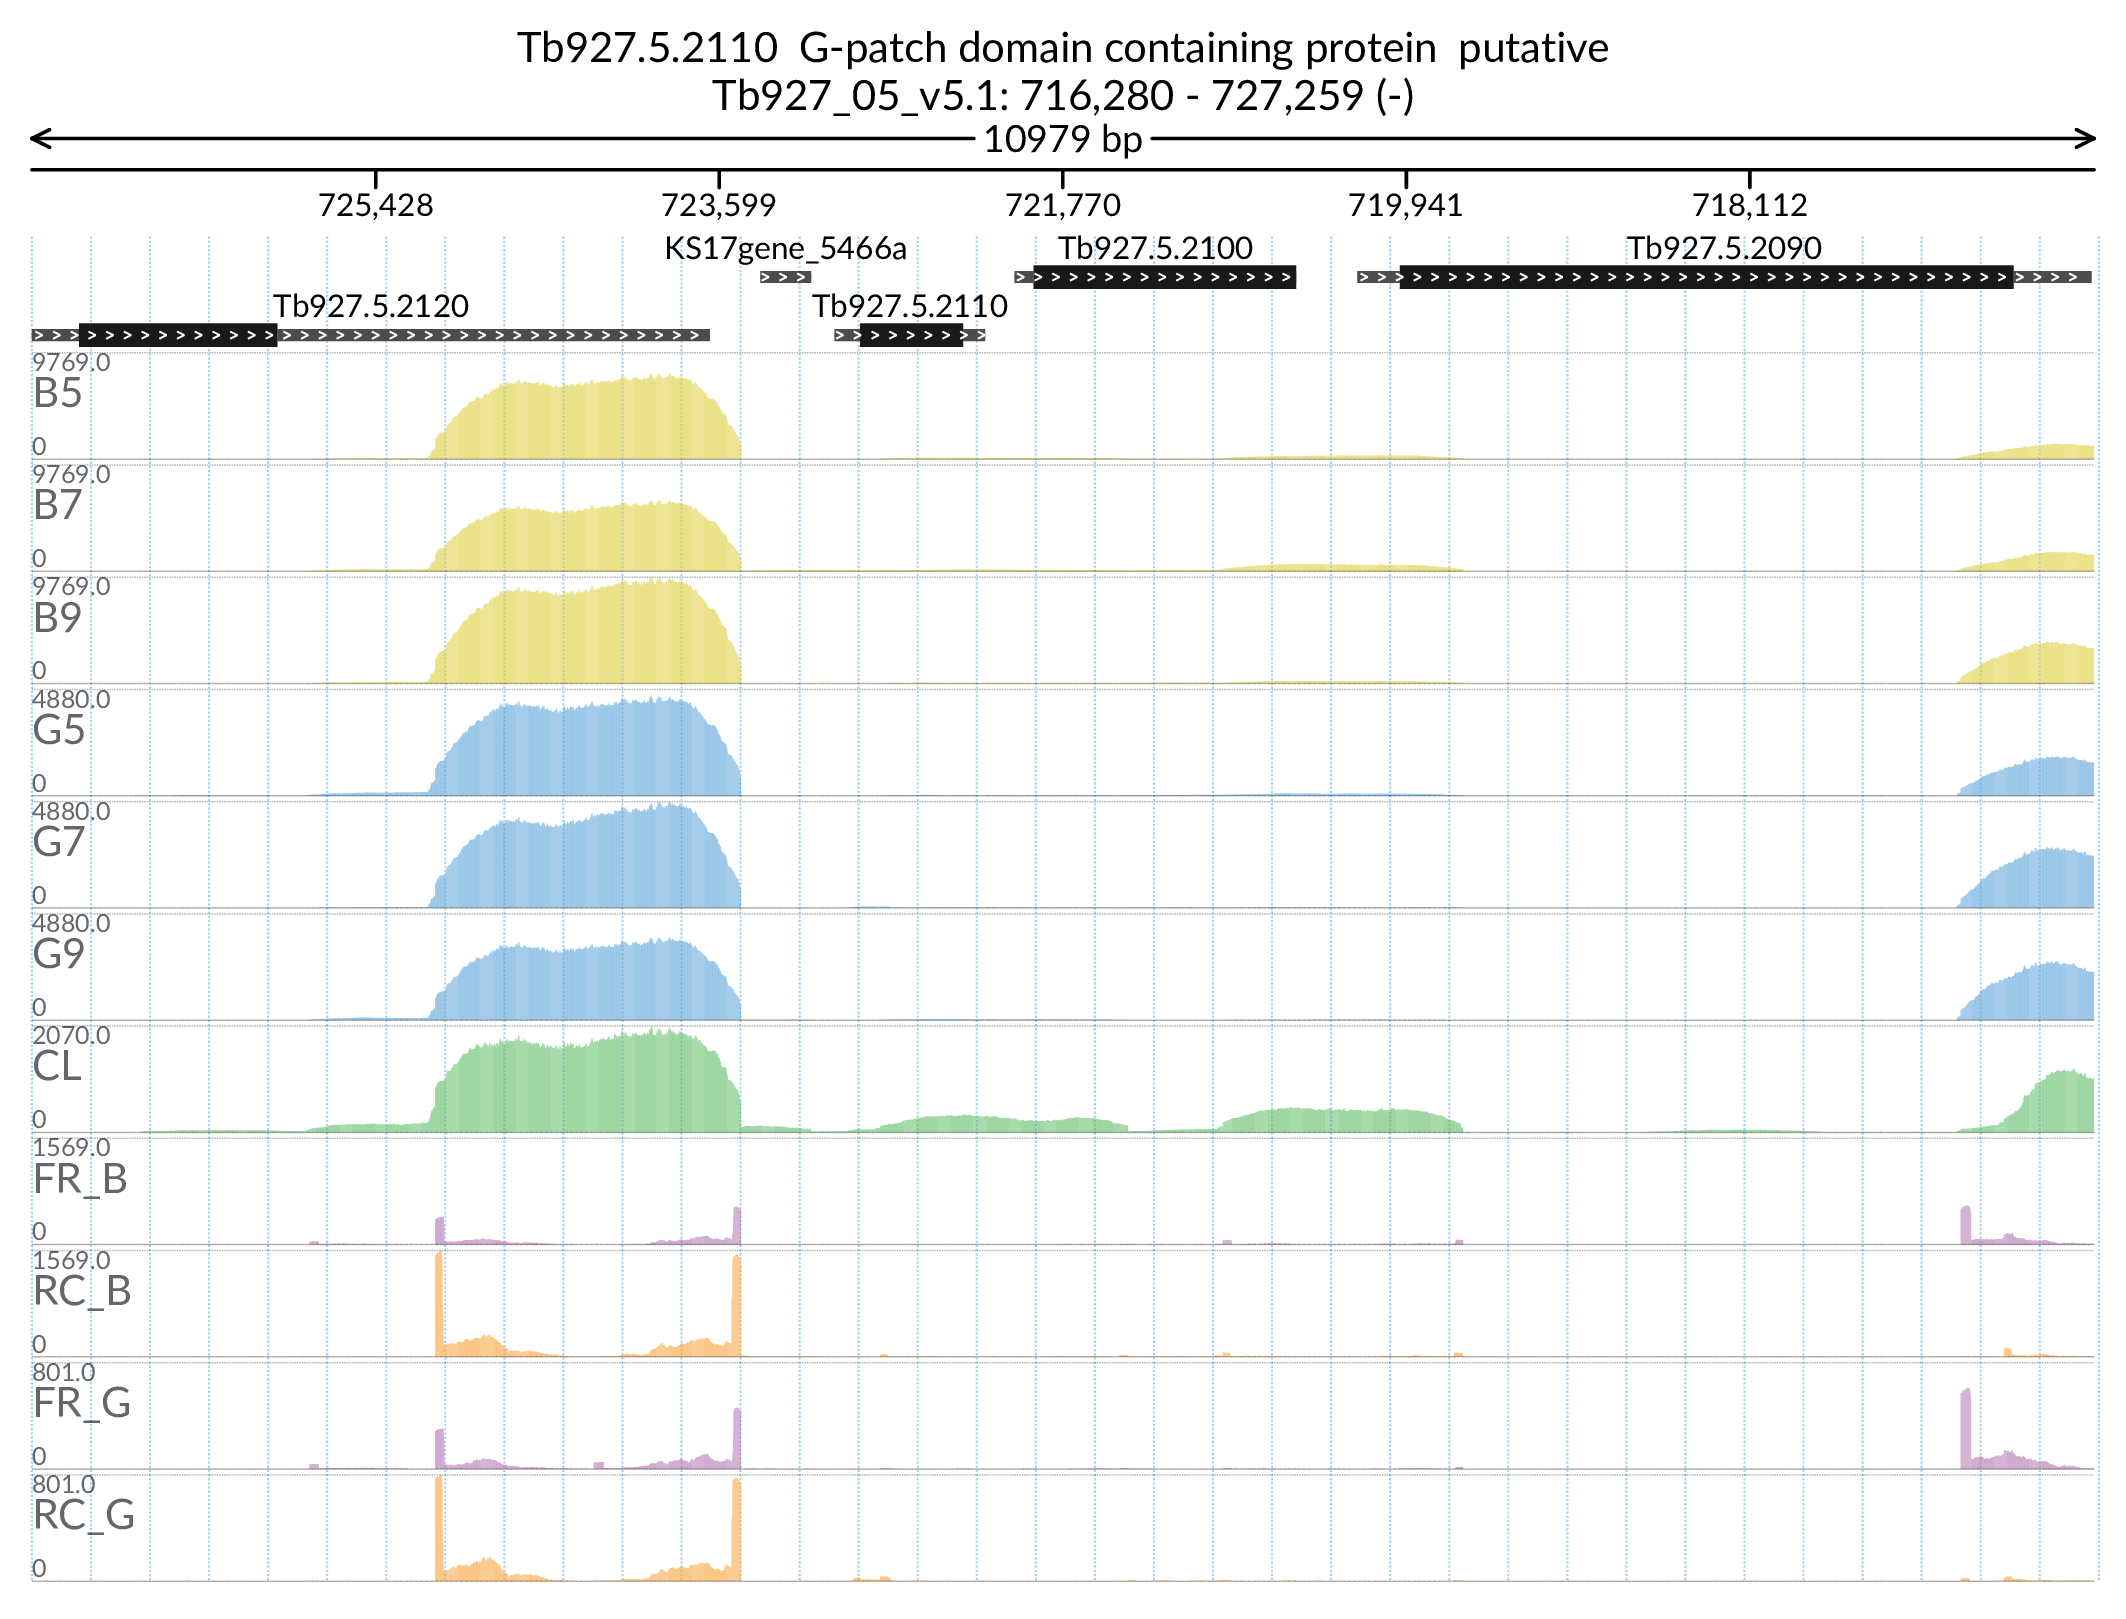 Tb927.5.2110  G-patch domain containing protein  putative
Tb927_05_v5.1: 716,280 - 727,259 (-)
10979 bp
725,428 723,599 721,770 719,941 718,112
KS17gene_5466a Tb927.5.2100 Tb927.5.2090
Tb927.5.2120 Tb927.5.2110
9769.0
B5
0
9769.0
B7
0
9769.0
B9
0
4880.0
G5
0
4880.0
G7
0
4880.0
G9
0
2070.0
CL
0
1569.0
FR_B
0
1569.0
RC_B
0
801.0
FR_G
0
801.0
RC_G
0